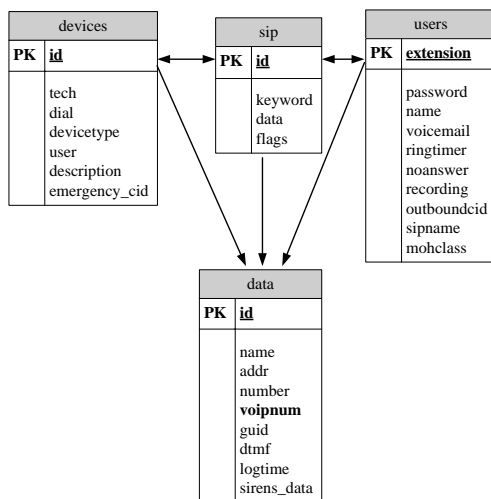 devices
PK id
tech
dial
devicetype
user
description
emergency_cid
sip
PK id
keyword
data
flags
users
PK extension
password
name
voicemail
ringtimer
noanswer
recording
outboundcid
sipname
mohclass
data
PK id
name
addr
number
voipnum
guid
dtmf
logtime
sirens_data